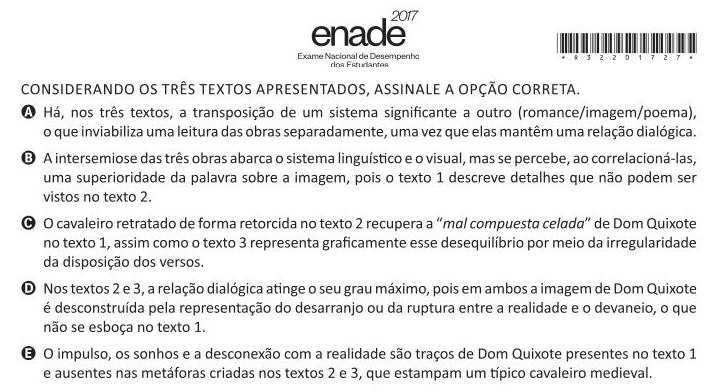 2017
enade
Exame Nacional de Desempenho
dos Estudantes
*R3220172 7*
CONSIDERANDO OS TRÊS TEXTOS APRESENTADOS, ASSINALE A OPÇÃO CORRETA.
A Há, nos três textos, a transposição de um sistema significante a outro (romance/imagem/poema),
o que inviabiliza uma leitura das obras separadamente, uma vez que elas mantêm uma relação dialógica.
B A intersemiose das três obras abarca o sistema linguístico e o visual, mas se percebe, ao correlacioná-las,
uma superioridade da palavra sobre a imagem, pois o texto 1 descreve detalhes que não podem ser
vistos no texto 2.
C O cavaleiro retratado de forma retorcida no texto 2 recupera a “mal compuesta celada” de Dom Quixote
no texto 1, assim como o texto 3 representa graficamente esse desequilíbrio por meio da irregularidade
da disposição dos versos.
D Nos textos 2 e 3, a relação dialógica atinge o seu grau máximo, pois em ambos a imagem de Dom Quixote
é desconstruída pela representação do desarranjo ou da ruptura entre a realidade e o devaneio, o que
não se esboça no texto 1.
E O impulso, os sonhos e a desconexão com a realidade são traços de Dom Quixote presentes no texto 1
e ausentes nas metáforas criadas nos textos 2 e 3, que estampam um típico cavaleiro medieval.